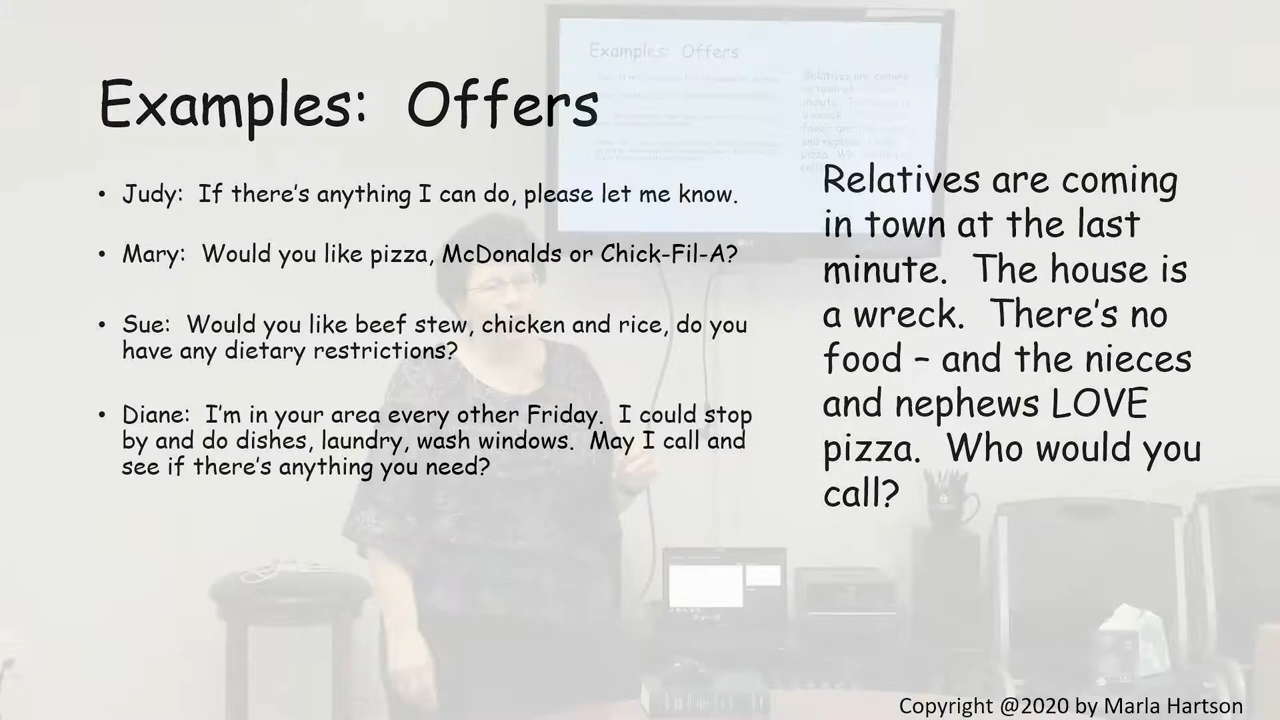 Examples: Offers
• Judy: If there's anything I can do, please let me know.
• Mary: Would you like pizza, McDonalds or Chick-Fil-A?
• Sue: Would you like beef stew, chicken and rice, do you
have any dietary restrictions?
• Diane: I'm in your area every other Friday. I could stop
by and do dishes, laundry, wash windows. May I call and
see if there's anything you need?
Relatives are coming
in town at the last
minute. The house is
a wreck. There's no
food – and the nieces
and nephews LOVE
pizza. Who would you
call?
Examples: Offers
Relatives are coming
Copyright @2020 by Marla Hartson